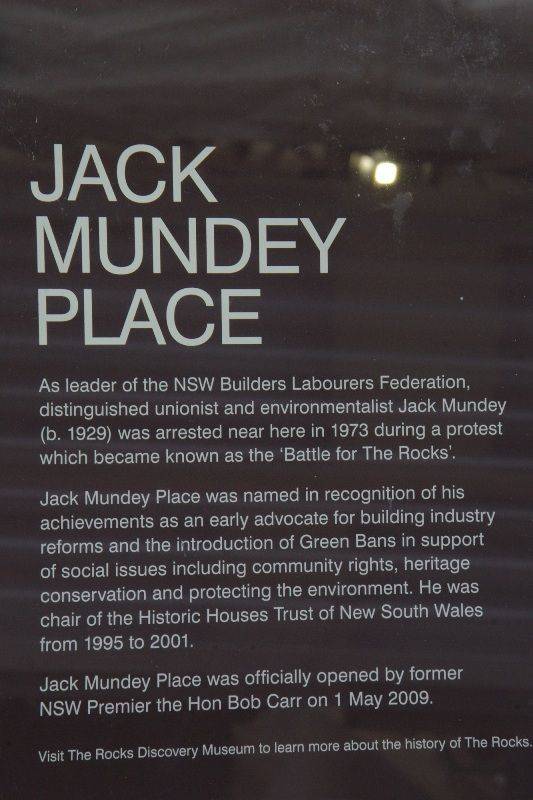 JACK
MUNDEY
PLACE
As leader of the NSW Builders Labourers Federation,
distinguished unionist and environmentalist Jack Mundey
(b. 1929) was arrested near here in 1973 during a protest
which became known as the ‘Battle for The Rocks’.
Jack Mundey Place was named in recognition of his
achievements as an early advocate for building industry
reforms and the introduction of Green Bans in support
of social issues including community rights, heritage
conservation and protecting the environment. He was
chair of the Historic Houses Trust of New South Wales
from 1995 to 2001.
Jack Mundey Place was officially opened by former
NSW Premier the Hon Bob Carr on 1 May 2009.
Visit The Rocks Discovery Museum to learn more about the history of The Rocks.